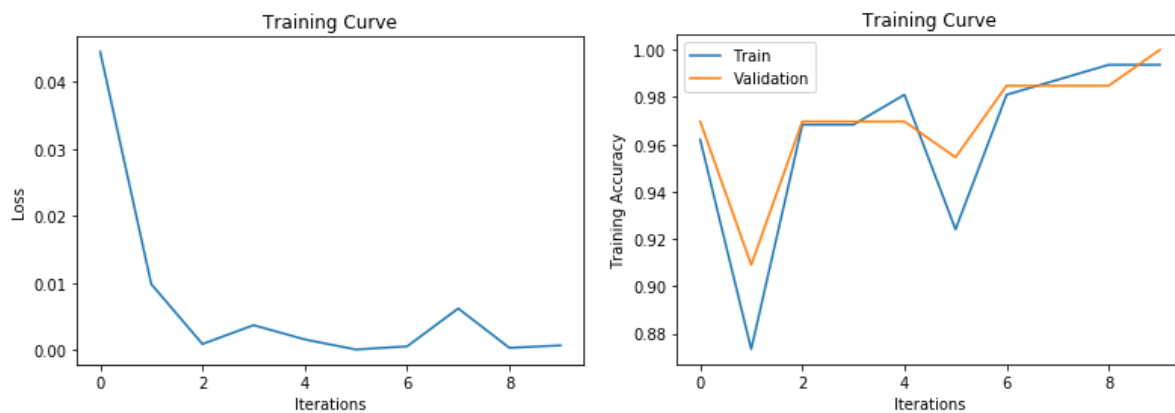 Training Curve
Loss
0.04
0.03
0.02
0.01
0.00
0 2 4 6 8
Iterations
Training Curve
Train
Validation
Training Accuracy
1.00
0.98
0.96
0.94
0.92
0.90
0.88
0 2 4 6 8
Iterations